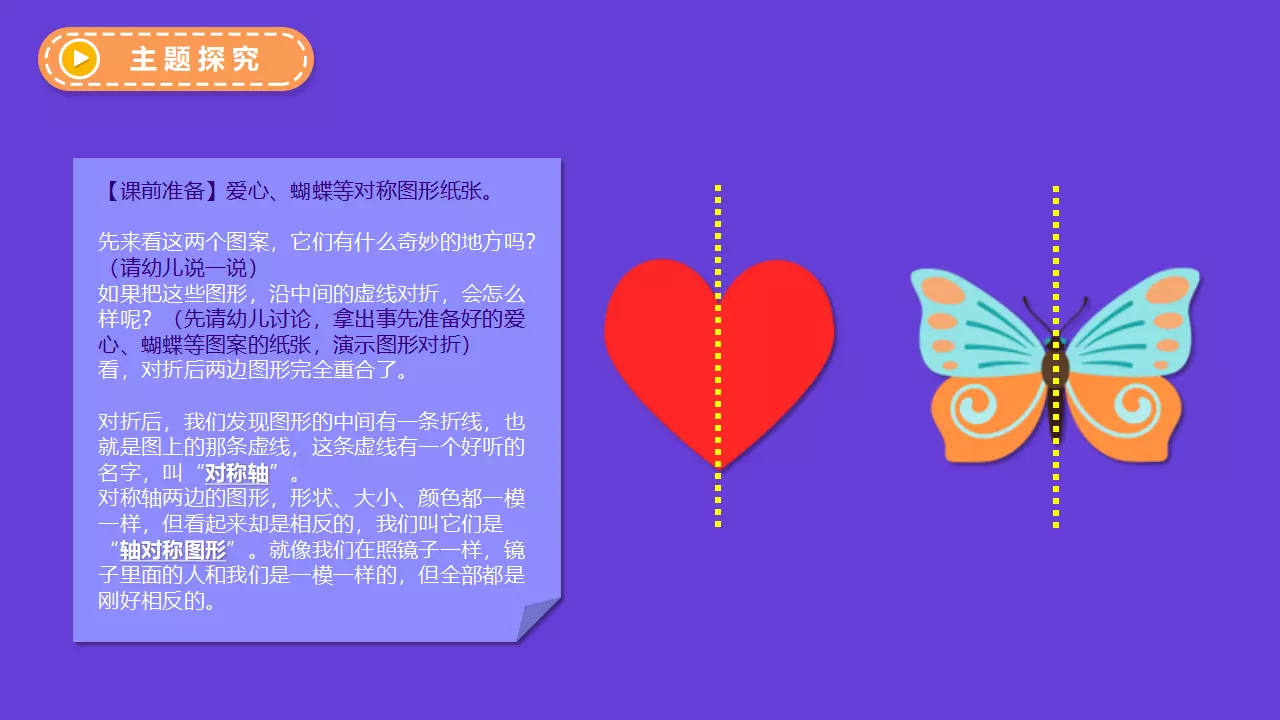 主题探究
【课前准备】爱心、蝴蝶等对称图形纸张。
先来看这两个图案，它们有什么奇妙的地方吗？
（请幼儿说一说）
如果把这些图形，沿中间的虚线对折，会怎么
样呢？（先请幼儿讨论，拿出事先准备好的爱
心、蝴蝶等图案的纸张，演示图形对折）
看，对折后两边图形完全重合了。
对折后，我们发现图形的中间有一条折线，也
就是图上的那条虚线，这条虚线有一个好听的
名字，叫“对称轴”。
对称轴两边的图形，形状、大小、颜色都一模
一样，但看起来却是相反的，我们叫它们是
“轴对称图形”。就像我们在照镜子一样，镜
子里面的人和我们是一模一样的，但全部都是
刚好相反的。